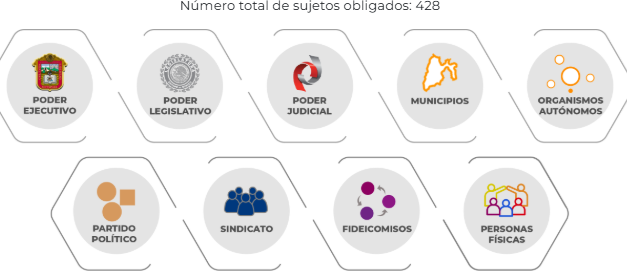 Número total de sujetos obligados: 428
PODER
EJECUTIVO
PODER
LEGISLATIVO
PODER
JUDICIAL
MUNICIPIOS
ORGANISMOS
AUTÓNOMOS
PARTIDO
POLÍTICO
SINDICATO
FIDEICOMISOS
PERSONAS
FÍSICAS